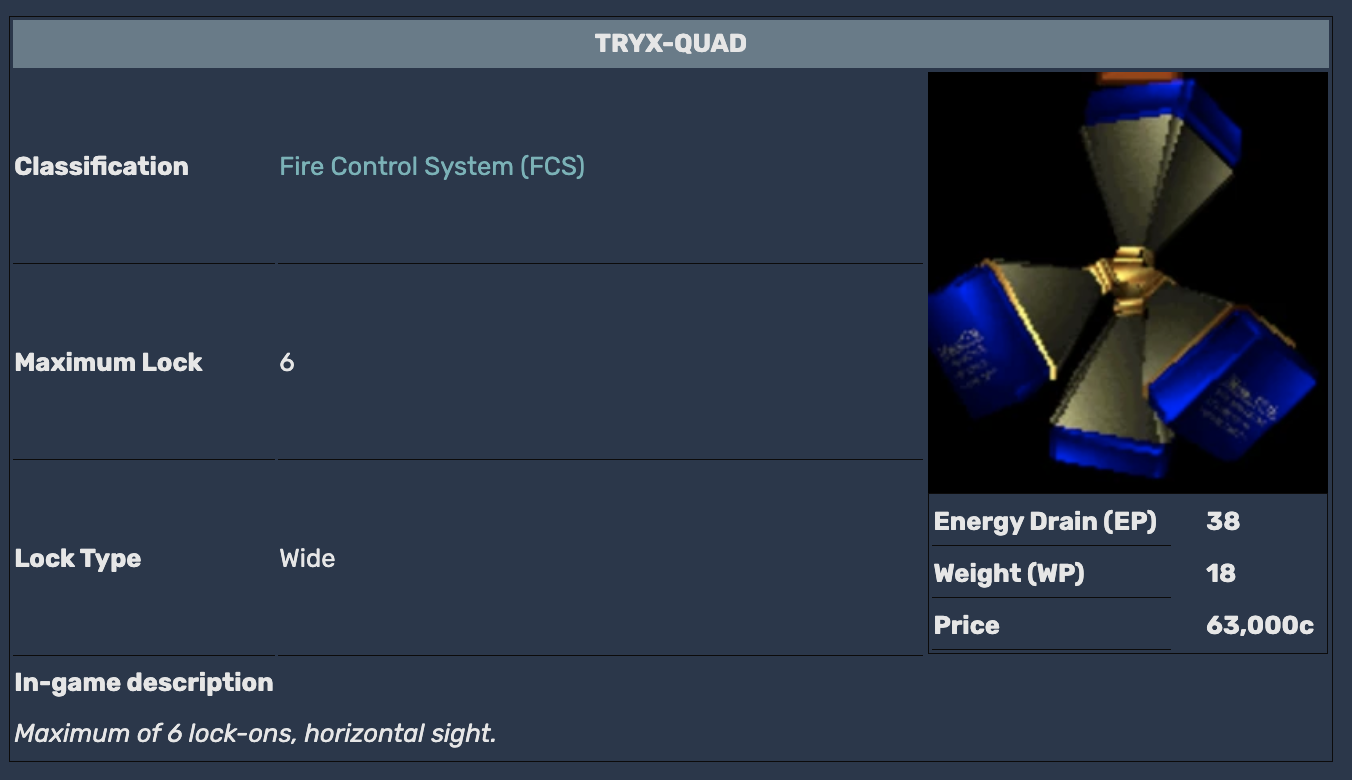 TRYX-QUAD
Classification Fire Control System (FCS)
Maximum Lock 6
Lock Type Wide
Energy Drain (EP) 38
Weight (WP) 18
Price 63,000c
In-game description
Maximum of 6 lock-ons, horizontal sight.